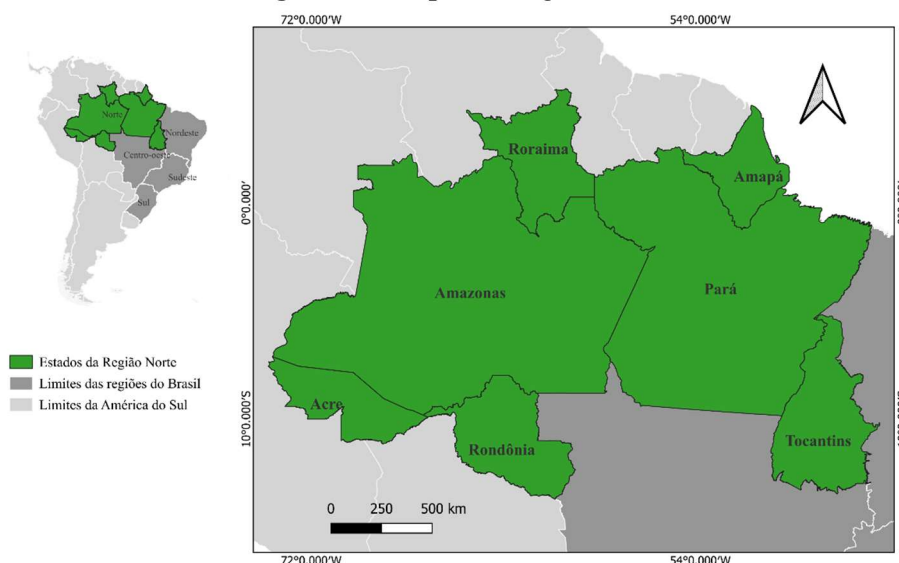 72°0.000'W
54°0.000'W
Norte
Nordeste
Centro-oeste
Sudeste
Sul
Estados da Região Norte
Limites das regiões do Brasil
Limites da América do Sul
0°0.000'
10°0.000'S
Roraima
Amapá
Amazonas
Pará
Acre
Rondônia
Tocantins
0 250 500 km
72°0.000'W
54°0.000'W